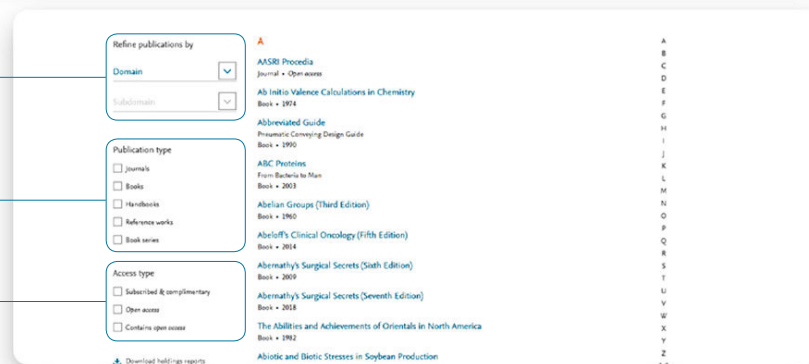 Refine publications by
Domain
Subdomain
Publication type
Journals
Books
Handbooks
Reference works
Book series
Access type
Subscribed & complimentary
Open access
Contains open access
Download holdings reports
A
AASRI Procedia
Journal • Open access
Ab Initio Valence Calculations in Chemistry
Book • 1974
Abbreviated Guide
Pneumatic Conveying Design Guide
Book • 1990
ABC Proteins
From Bacteria to Man
Book • 2003
Abelian Groups (Third Edition)
Book • 1960
Abeloff's Clinical Oncology (Fifth Edition)
Book • 2014
Abernathy's Surgical Secrets (Sixth Edition)
Book • 2009
Abernathy's Surgical Secrets (Seventh Edition)
Book • 2018
The Abilities and Achievements of Orientals in North America
Book • 1982
Abiotic and Biotic Stresses in Soybean Production
A
B
C
D
E
F
G
H
I
J
K
L
M
N
O
P
Q
R
S
T
U
V
W
X
Y
Z